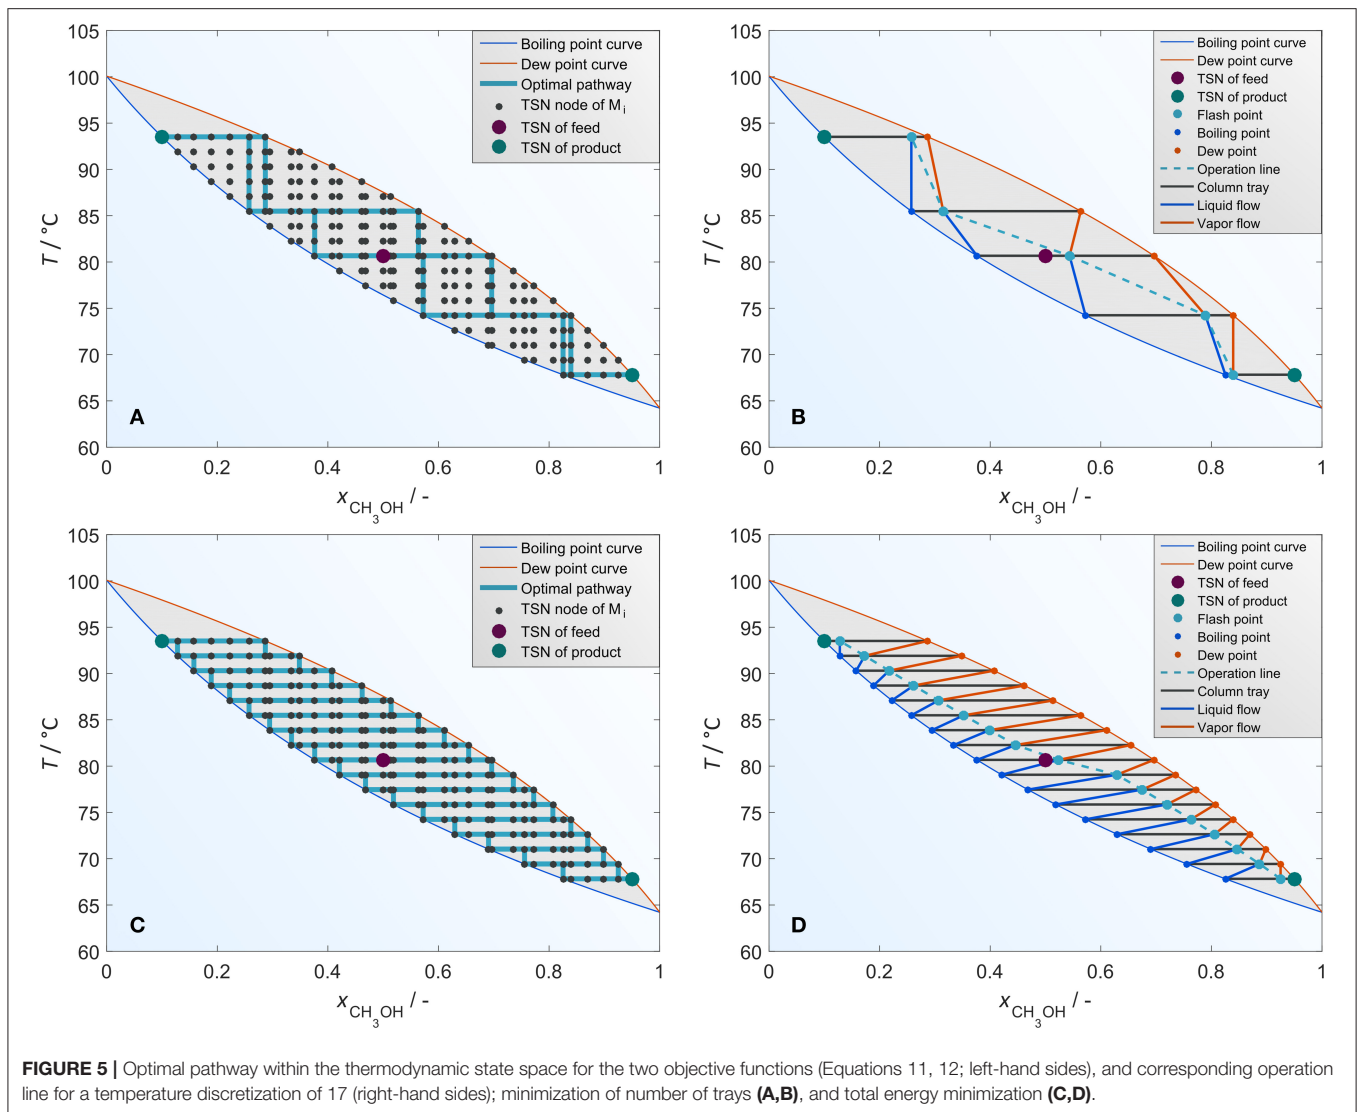 105
100
95
90
85
80
75
70
65
60
T / °C
0
0.2
0.4
0.6
0.8
1
x CH3OH / -
Boiling point curve
Dew point curve
Optimal pathway
TSN node of M i
TSN of feed
TSN of product
A
105
100
95
90
85
80
75
70
65
60
T / °C
0
0.2
0.4
0.6
0.8
1
x CH3OH / -
Boiling point curve
Dew point curve
TSN of feed
TSN of product
Flash point
Boiling point
Dew point
Operation line
Column tray
Liquid flow
Vapor flow
B
105
100
95
90
85
80
75
70
65
60
T / °C
0
0.2
0.4
0.6
0.8
1
x CH3OH / -
Boiling point curve
Dew point curve
Optimal pathway
TSN node of M i
TSN of feed
TSN of product
C
105
100
95
90
85
80
75
70
65
60
T / °C
0
0.2
0.4
0.6
0.8
1
x CH3OH / -
Boiling point curve
Dew point curve
TSN of feed
TSN of product
Flash point
Boiling point
Dew point
Operation line
Column tray
Liquid flow
Vapor flow
D
FIGURE 5 | Optimal pathway within the thermodynamic state space for the two objective functions (Equations 11, 12; left-hand sides), and corresponding operation
line for a temperature discretization of 17 (right-hand sides); minimization of number of trays (A,B), and total energy minimization (C,D).